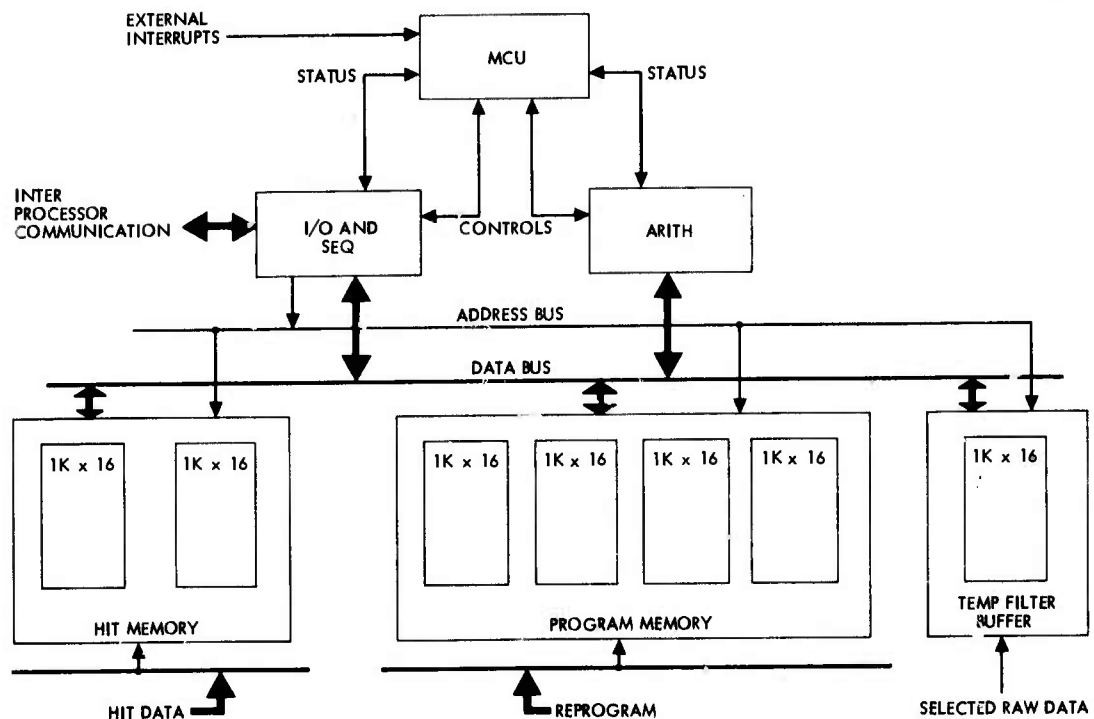 EXTERNAL
INTERRUPTS
MCU
STATUS
STATUS
INTER
PROCESSOR
COMMUNICATION
I/O AND
SEQ
CONTROLS
ARITH
ADDRESS BUS
DATA BUS
1K x 16
1K x 16
1K x 16
1K x 16
1K x 16
1K x 16
1K x 16
HIT MEMORY
PROGRAM MEMORY
TEMP FILTER
BUFFER
HIT DATA
REPROGRAM
SELECTED RAW DATA